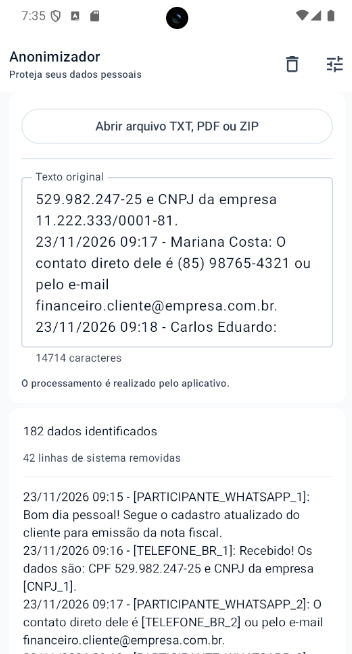 7:35
Anonimizador
Proteja seus dados pessoais
Abrir arquivo TXT, PDF ou ZIP
Texto original
529.982.247-25 e CNPJ da empresa
11.222.333/0001-81.
23/11/2026 09:17 - Mariana Costa: O
contato direto dele é (85) 98765-4321 ou
pelo e-mail
financeiro.cliente@empresa.com.br.
23/11/2026 09:18 - Carlos Eduardo:
14714 caracteres
O processamento é realizado pelo aplicativo.
182 dados identificados
42 linhas de sistema removidas
23/11/2026 09:15 - [PARTICIPANTE_WHATSAPP_1]:
Bom dia pessoal! Segue o cadastro atualizado do
cliente para emissão da nota fiscal.
23/11/2026 09:16 - [TELEFONE_BR_1]: Recebido! Os
dados são: CPF 529.982.247-25 e CNPJ da empresa
[CNPJ_1].
23/11/2026 09:17 - [PARTICIPANTE_WHATSAPP_2]: O
contato direto dele é [TELEFONE_BR_2] ou pelo e-mail
financeiro.cliente@empresa.com.br.